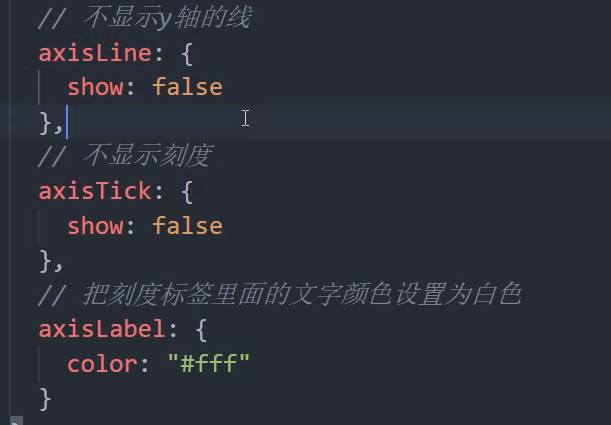 // 不显示y轴的线
axisLine: {
show: false
},
// 不显示刻度
axisTick: {
show: false
},
// 把刻度标签里面的文字颜色设置为白色
axisLabel: {
color: "#fff"
}